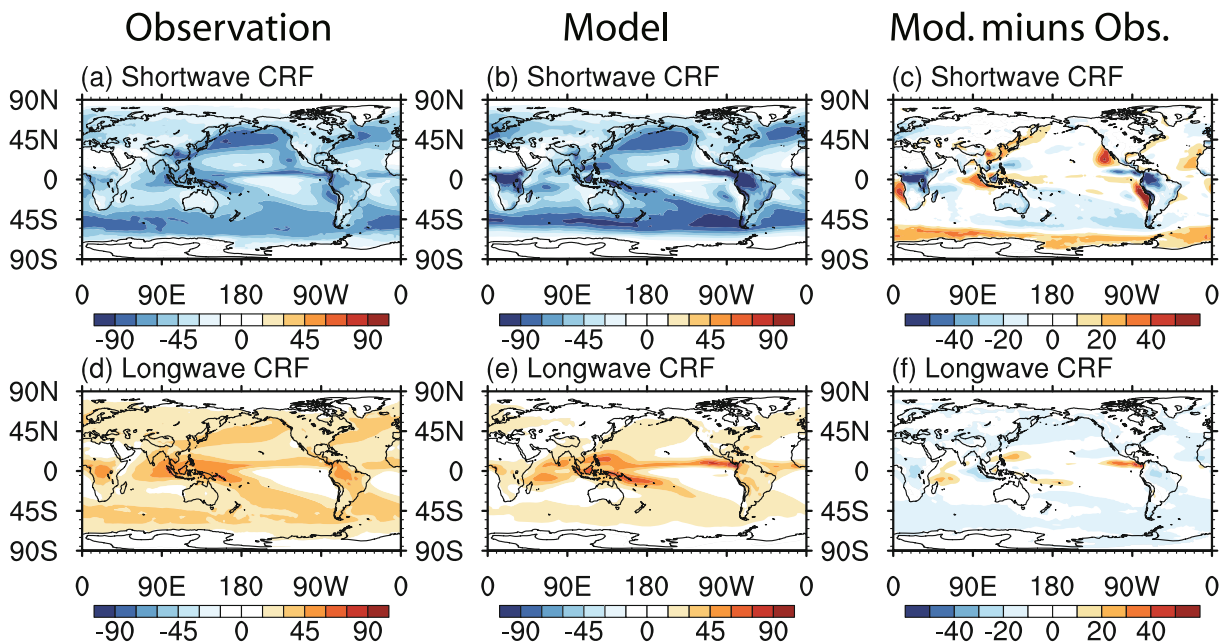 Observation Model Mod. miuns Obs.
(a) Shortwave CRF (b) Shortwave CRF (c) Shortwave CRF
90N 90N 90N
45N 45N 45N
0 0 0
45S 45S 45S
90S 90S 90S
0 90E 180 90W 0 0 90E 180 90W 0 0 90E 180 90W 0
-90 -45 0 45 90 -90 -45 0 45 90 -40 -20 0 20 40
(d) Longwave CRF (e) Longwave CRF (f) Longwave CRF
90N 90N 90N
45N 45N 45N
0 0 0
45S 45S 45S
90S 90S 90S
0 90E 180 90W 0 0 90E 180 90W 0 0 90E 180 90W 0
-90 -45 0 45 90 -90 -45 0 45 90 -40 -20 0 20 40